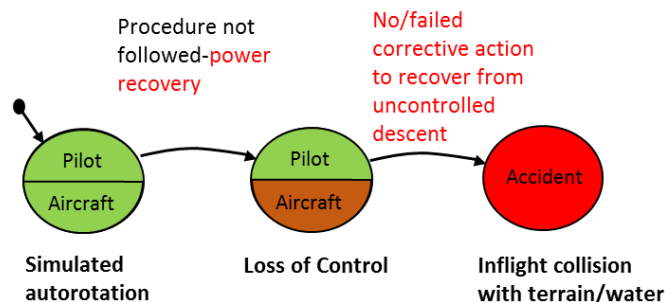 Procedure not
followed-power
recovery
No/failed
corrective action
to recover from
uncontrolled
descent
Pilot
Aircraft
Pilot
Aircraft
Accident
Simulated
autorotation
Loss of Control
Inflight collision
with terrain/water